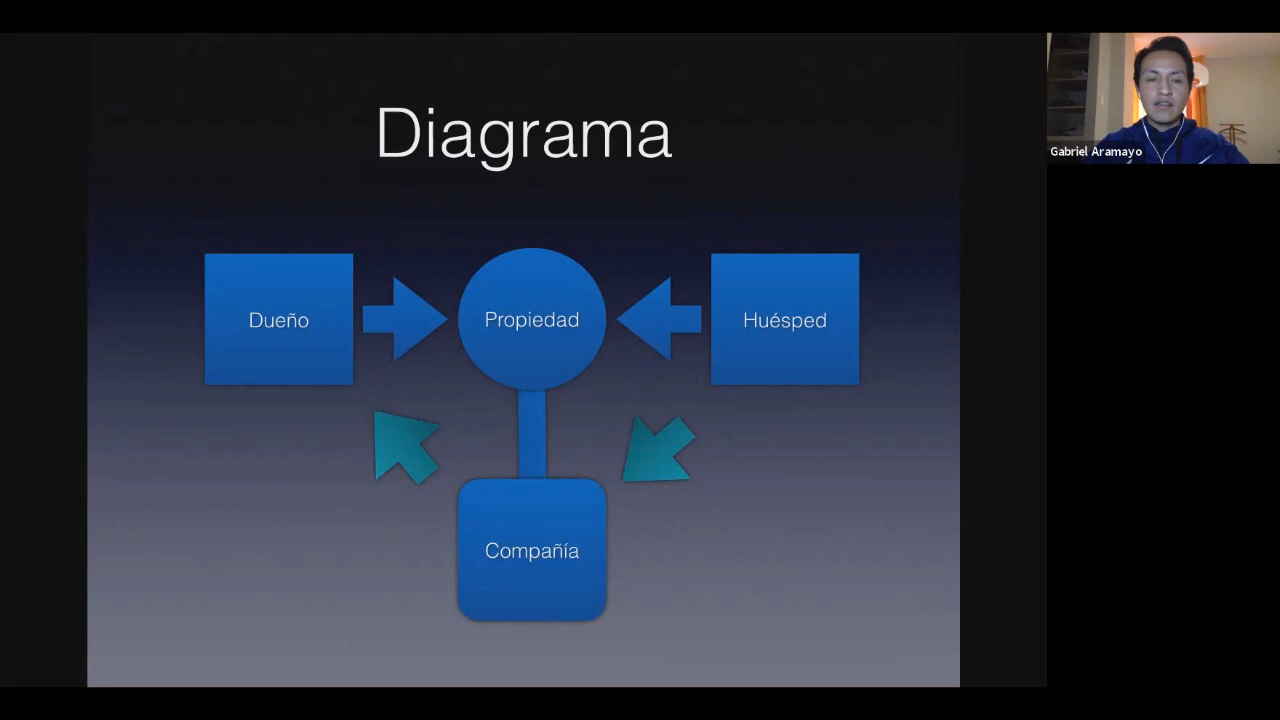 Diagrama
Dueño
Propiedad
Huésped
Compañía
Gabriel Aramayo